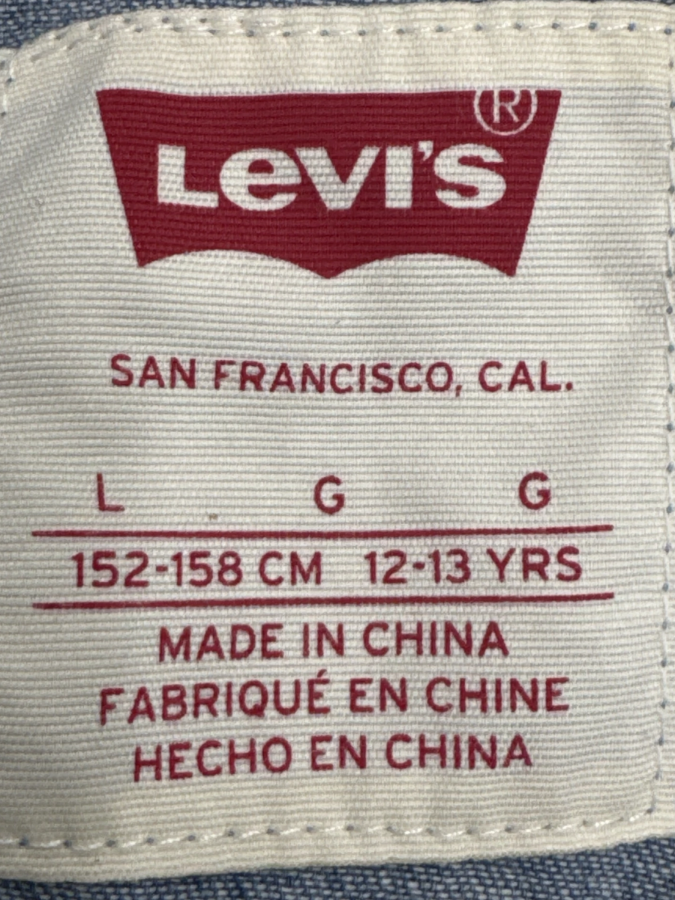 LEVI'S ®
SAN FRANCISCO, CAL.
L G G
152-158 CM 12-13 YRS
MADE IN CHINA
FABRIQUÉ EN CHINE
HECHO EN CHINA